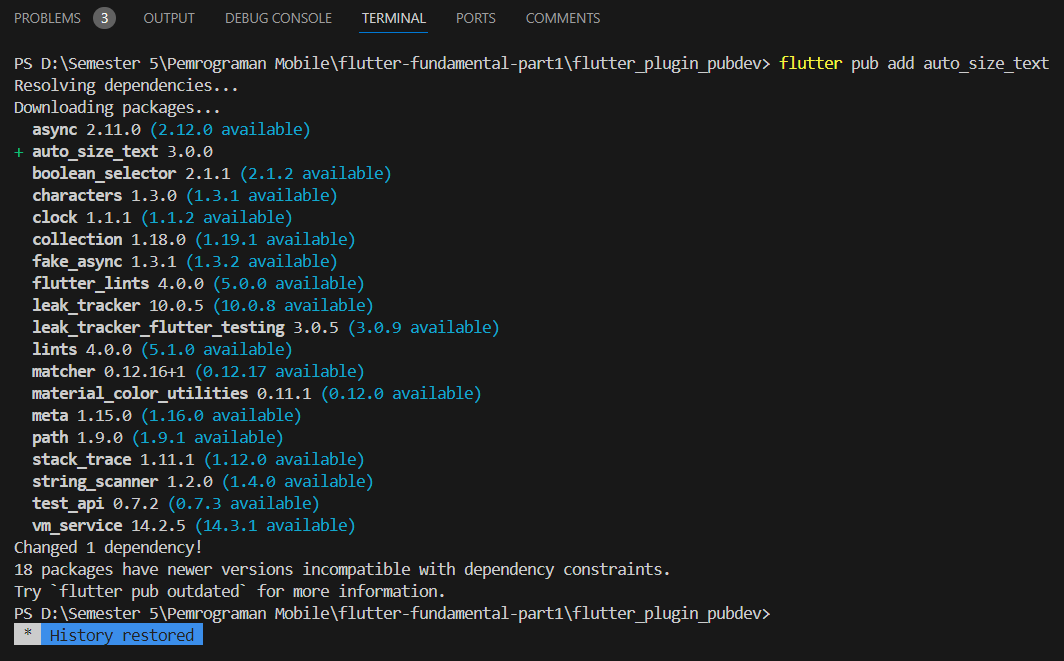 PROBLEMS 3 OUTPUT DEBUG CONSOLE TERMINAL PORTS COMMENTS
PS D:\Semester 5\Pemrograman Mobile\flutter-fundamental-part1\flutter_plugin_pubdev> flutter pub add auto_size_text
Resolving dependencies...
Downloading packages...
  async 2.11.0 (2.12.0 available)
+ auto_size_text 3.0.0
  boolean_selector 2.1.1 (2.1.2 available)
  characters 1.3.0 (1.3.1 available)
  clock 1.1.1 (1.1.2 available)
  collection 1.18.0 (1.19.1 available)
  fake_async 1.3.1 (1.3.2 available)
  flutter_lints 4.0.0 (5.0.0 available)
  leak_tracker 10.0.5 (10.0.8 available)
  leak_tracker_flutter_testing 3.0.5 (3.0.9 available)
  lints 4.0.0 (5.1.0 available)
  matcher 0.12.16+1 (0.12.17 available)
  material_color_utilities 0.11.1 (0.12.0 available)
  meta 1.15.0 (1.16.0 available)
  path 1.9.0 (1.9.1 available)
  stack_trace 1.11.1 (1.12.0 available)
  string_scanner 1.2.0 (1.4.0 available)
  test_api 0.7.2 (0.7.3 available)
  vm_service 14.2.5 (14.3.1 available)
Changed 1 dependency!
18 packages have newer versions incompatible with dependency constraints.
Try `flutter pub outdated` for more information.
PS D:\Semester 5\Pemrograman Mobile\flutter-fundamental-part1\flutter_plugin_pubdev>
* History restored